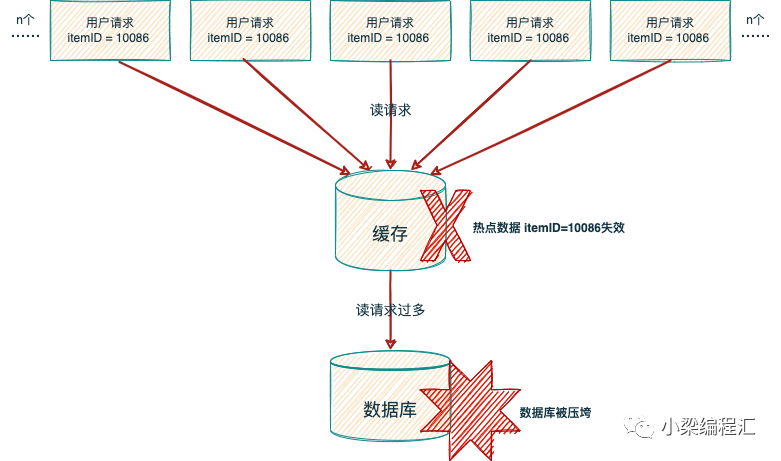 n个
用户请求
itemID = 10086
用户请求
itemID = 10086
用户请求
itemID = 10086
用户请求
itemID = 10086
用户请求
itemID = 10086
n个
读请求
缓存
热点数据 itemID=10086失效
读请求过多
数据库
数据库被压垮
小梁编程汇